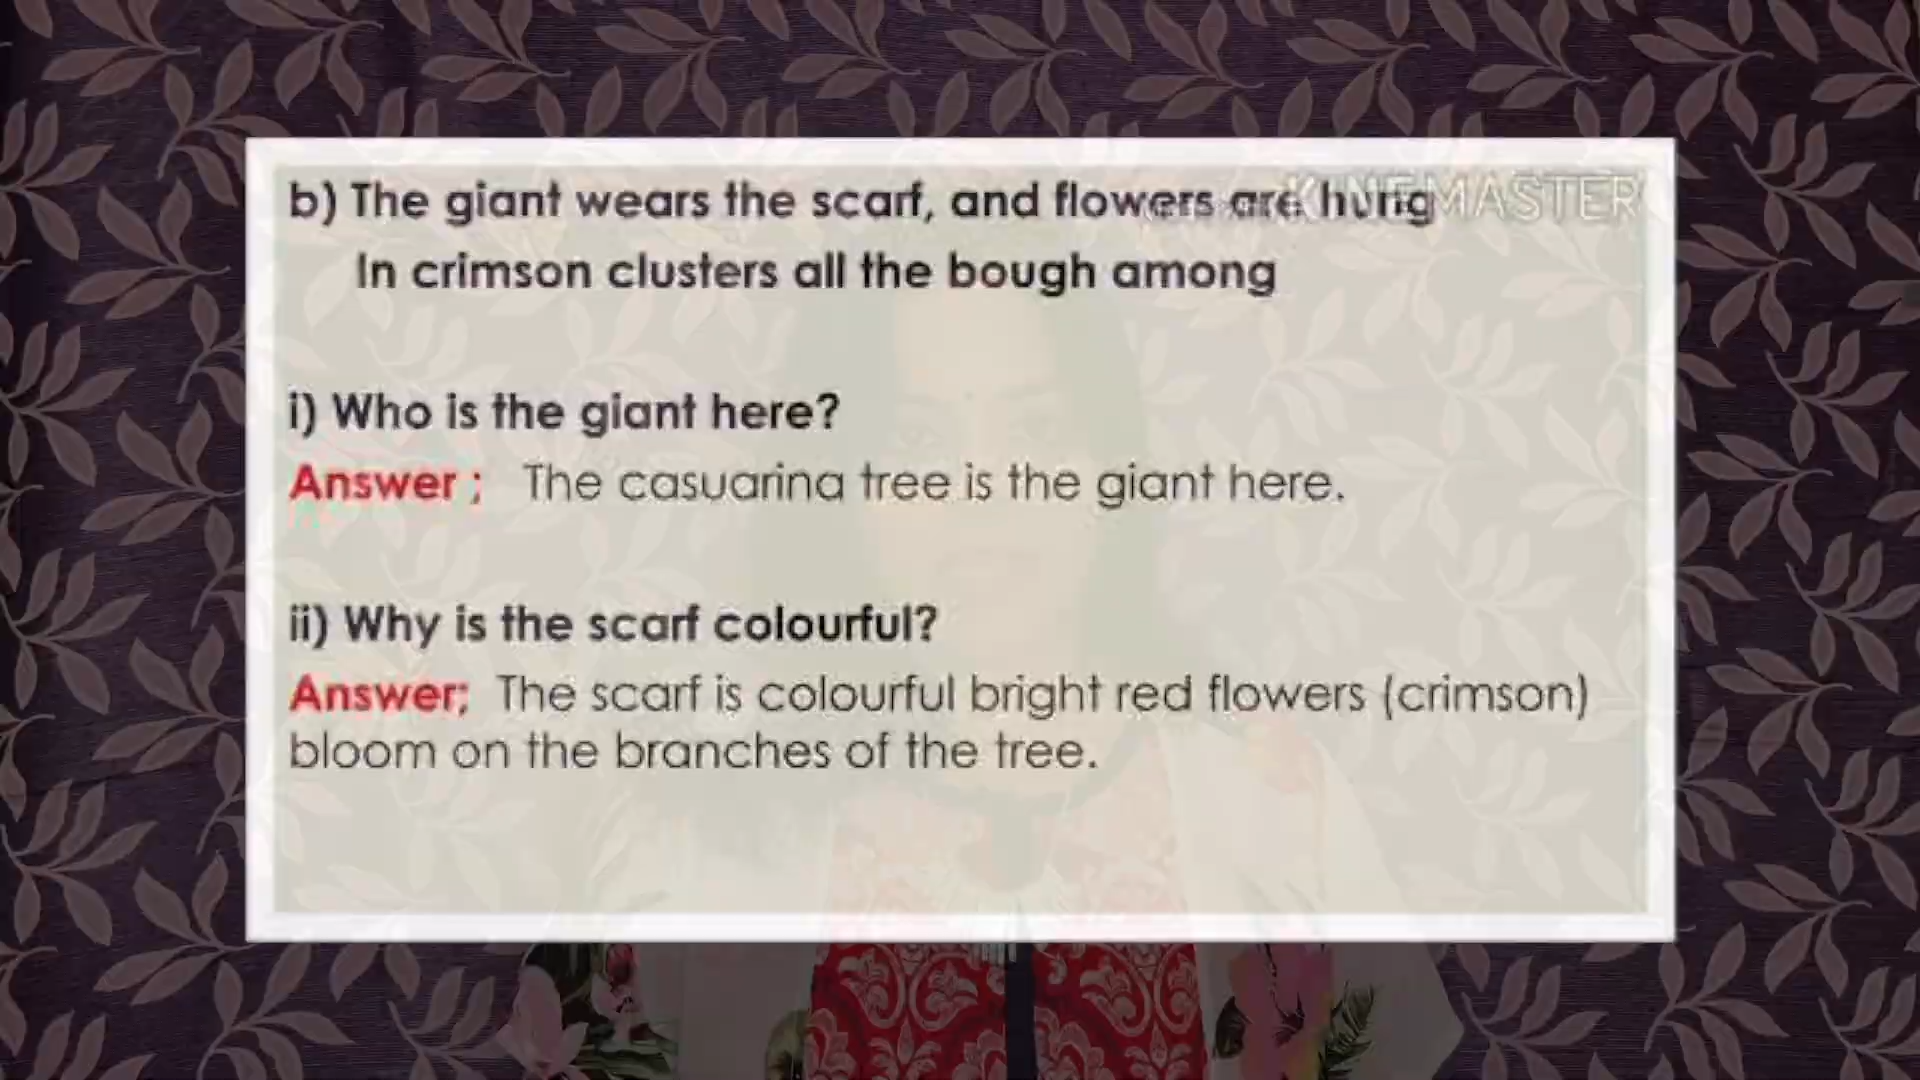 b) The giant wears the scarf, and flowers are hung
KINEMASTER
In crimson clusters all the bough among
i) Who is the giant here?
Answer ; The casuarina tree is the giant here.
ii) Why is the scarf colourful?
Answer; The scarf is colourful bright red flowers (crimson)
bloom on the branches of the tree.